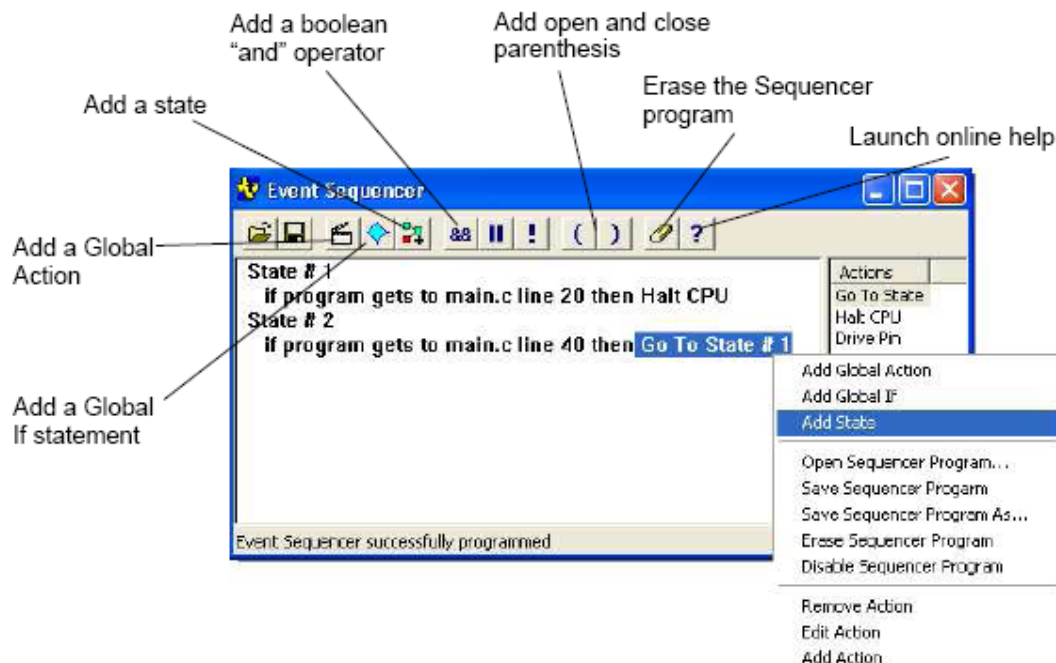 Add a boolean
“and” operator
Add open and close
parenthesis
Erase the Sequencer
program
Add a state
Launch online help
Event Sequencer
&& !  ( ) ?
Add a Global
Action
State # 1
if program gets to main.c line 20 then Halt CPU
State # 2
if program gets to main.c line 40 then Go To State # 1
Actions
Go To State
Halt CPU
Drive Pin
Add a Global
If statement
Add Global Action
Add Global If
Add State
Open Sequencer Program...
Save Sequencer Progarm
Save Sequencer Program As...
Erase Sequencer Program
Disable Sequencer Program
Remove Action
Edit Action
Add Action
Event Sequencer successfully programmed